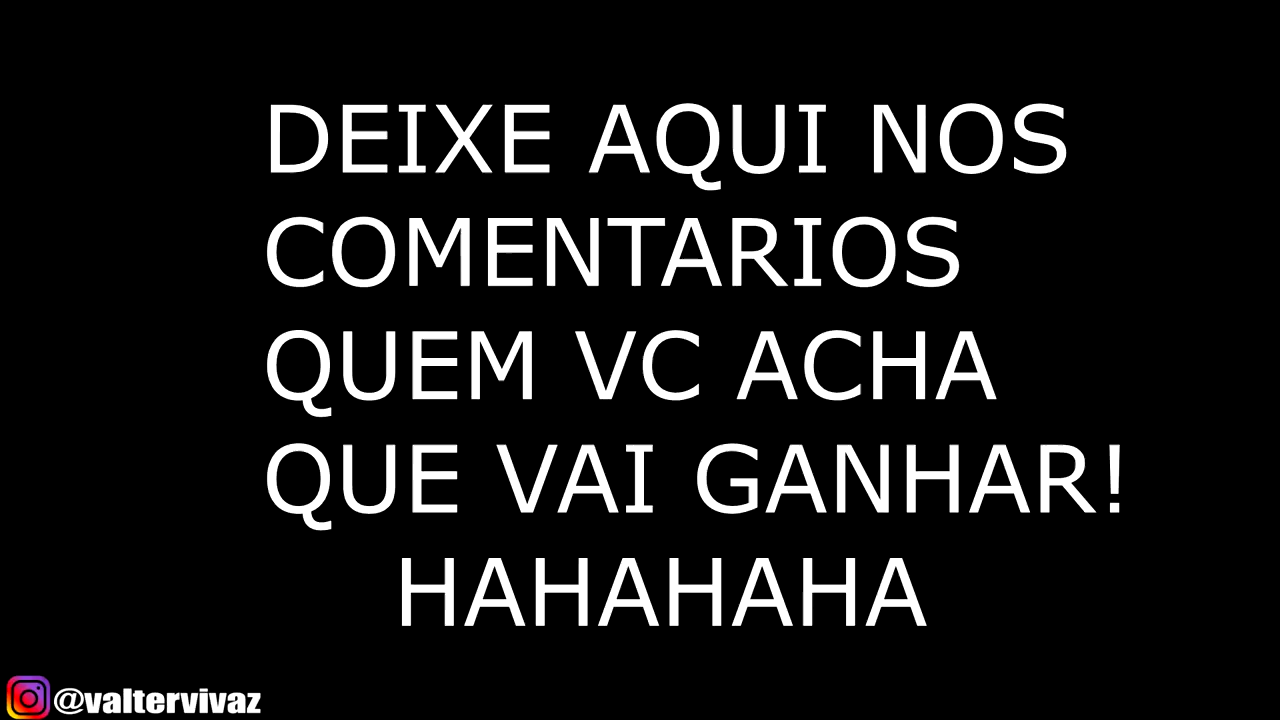 DEIXE AQUI NOS
COMENTARIOS
QUEM VC ACHA
QUE VAI GANHAR!
HAHAHAHA
@valtervivaz